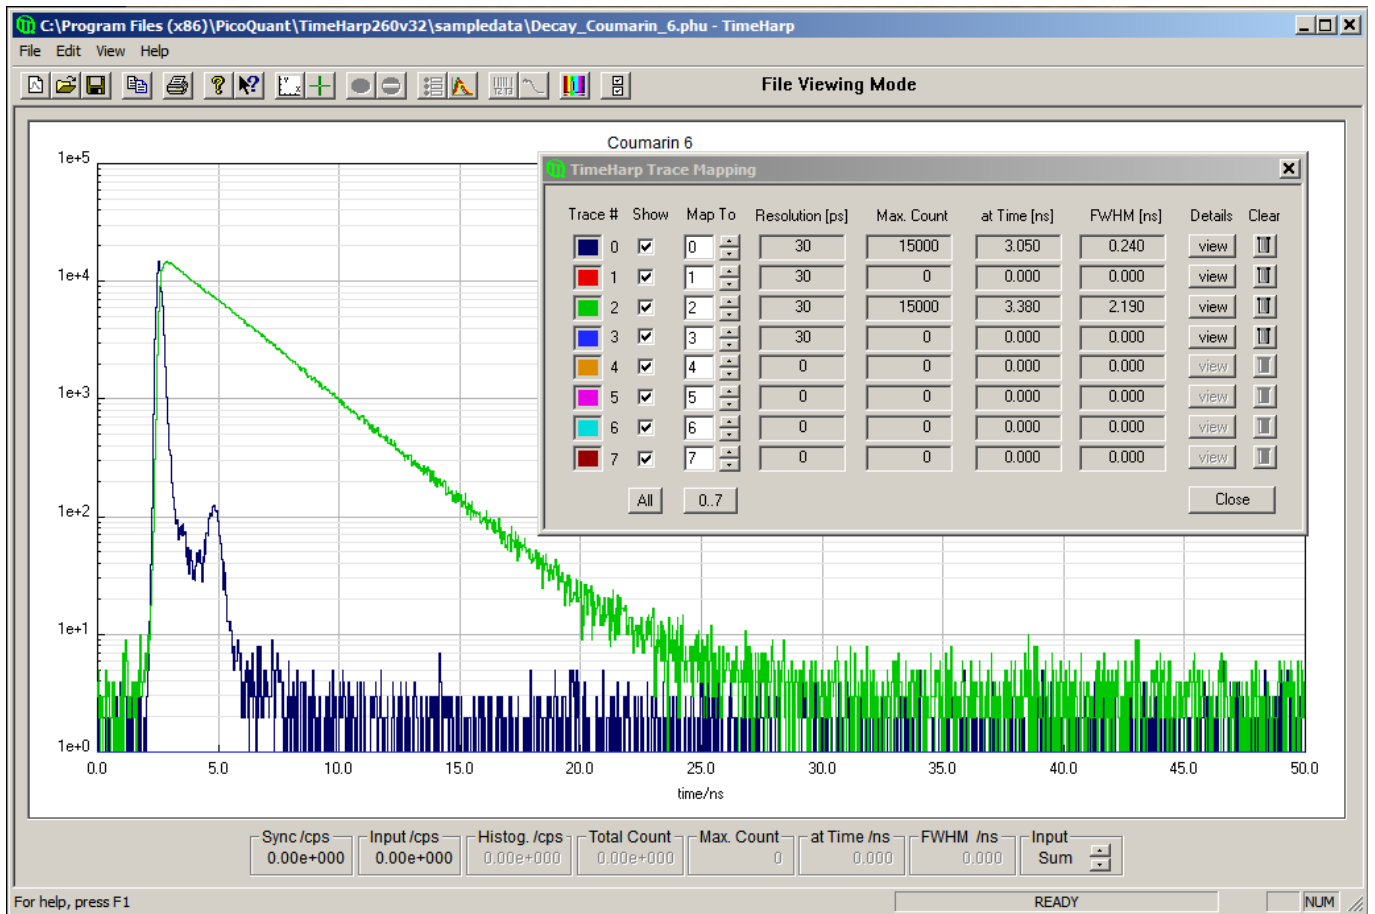 C:\Program Files (x86)\PicoQuant\TimeHarp260v32\sampledata\Decay_Coumarin_6.phu - TimeHarp
File Edit View Help
File Viewing Mode
Coumarin 6
TimeHarp Trace Mapping
Trace # Show Map To Resolution [ps] Max. Count at Time [ns] FWHM [ns] Details Clear
0 0 30 15000 3.050 0.240 view
1 1 30 0 0.000 0.000 view
2 2 30 15000 3.380 2.190 view
3 3 30 0 0.000 0.000 view
4 4 0 0 0.000 0.000 view
5 5 0 0 0.000 0.000 view
6 6 0 0 0.000 0.000 view
7 7 0 0 0.000 0.000 view
All 0..7 Close
1e+5
1e+4
1e+3
1e+2
1e+1
1e+0
0.0 5.0 10.0 15.0 20.0 25.0 30.0 35.0 40.0 45.0 50.0
time/ns
Sync /cps Input /cps Histog. /cps Total Count Max. Count at Time /ns FWHM /ns Input
0.00e+000 0.00e+000 0.00e+000 0.00e+000 0 0.000 0.000 Sum
For help, press F1 READY NUM